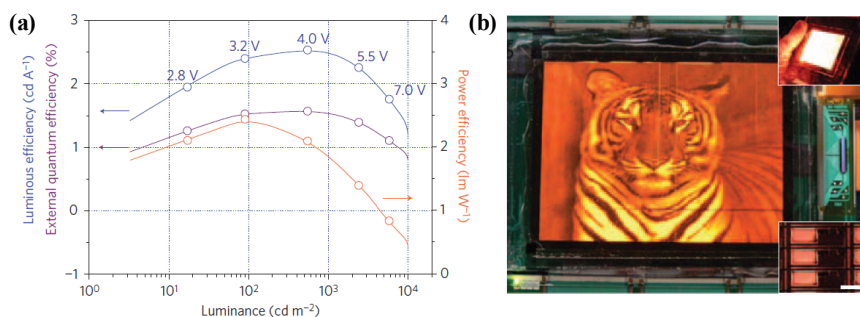 (a)
3
2
1
0
−1
Luminous efficiency (cd A⁻¹)
External quantum efficiency (%)
2.8 V
3.2 V
4.0 V
5.5 V
7.0 V
4
3
2
1
0
Power efficiency (lm W⁻¹)
10⁰ 10¹ 10² 10³ 10⁴
Luminance (cd m⁻²)
(b)